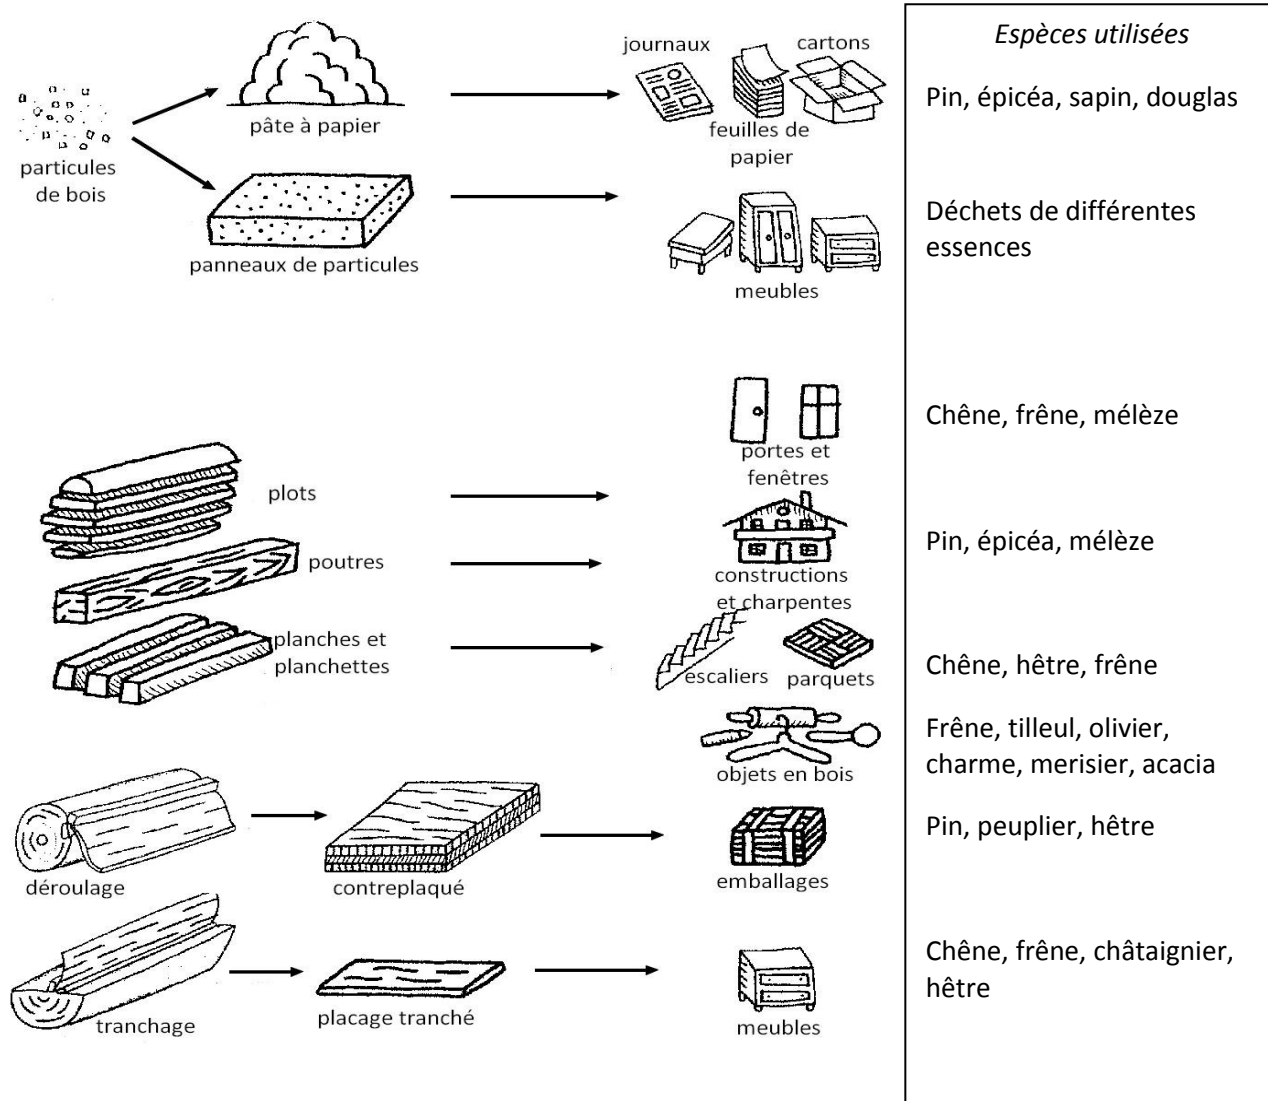 Espèces utilisées
journaux
cartons
Pin, épicéa, sapin, douglas
pâte à papier
feuilles de
papier
particules
de bois
Déchets de différentes
essences
panneaux de particules
meubles
Chêne, frêne, mélèze
portes et
fenêtres
plots
Pin, épicéa, mélèze
poutres
constructions
et charpentes
planches et
planchettes
escaliers
parquets
Chêne, hêtre, frêne
Frêne, tilleul, olivier,
charme, merisier, acacia
objets en bois
Pin, peuplier, hêtre
déroulage
contreplaqué
emballages
Chêne, frêne, châtaignier,
hêtre
tranchage
placage tranché
meubles